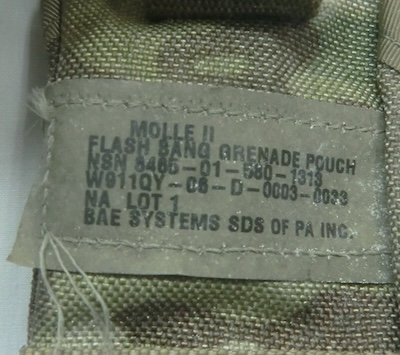 MOLLE II
FLASH BANG GRENADE POUCH
NSN 8465-01-580-1313
W911QY-06-D-0003-0033
NA LOT 1
BAE SYSTEMS SDS OF PA INC.